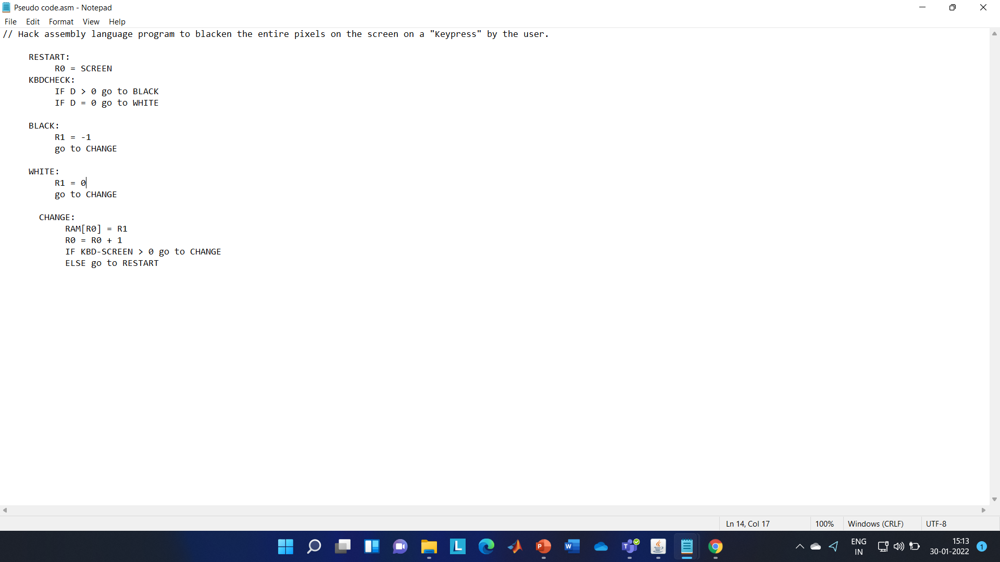 Pseudo code.asm - Notepad
File Edit Format View Help
// Hack assembly language program to blacken the entire pixels on the screen on a "Keypress" by the user.
RESTART:
R0 = SCREEN
KBDCHECK:
IF D > 0 go to BLACK
IF D = 0 go to WHITE
BLACK:
R1 = -1
go to CHANGE
WHITE:
R1 = 0
go to CHANGE
CHANGE:
RAM[R0] = R1
R0 = R0 + 1
IF KBD-SCREEN > 0 go to CHANGE
ELSE go to RESTART
Ln 14, Col 17 100% Windows (CRLF) UTF-8
L P W T
ENG
IN
15:13
30-01-2022
1